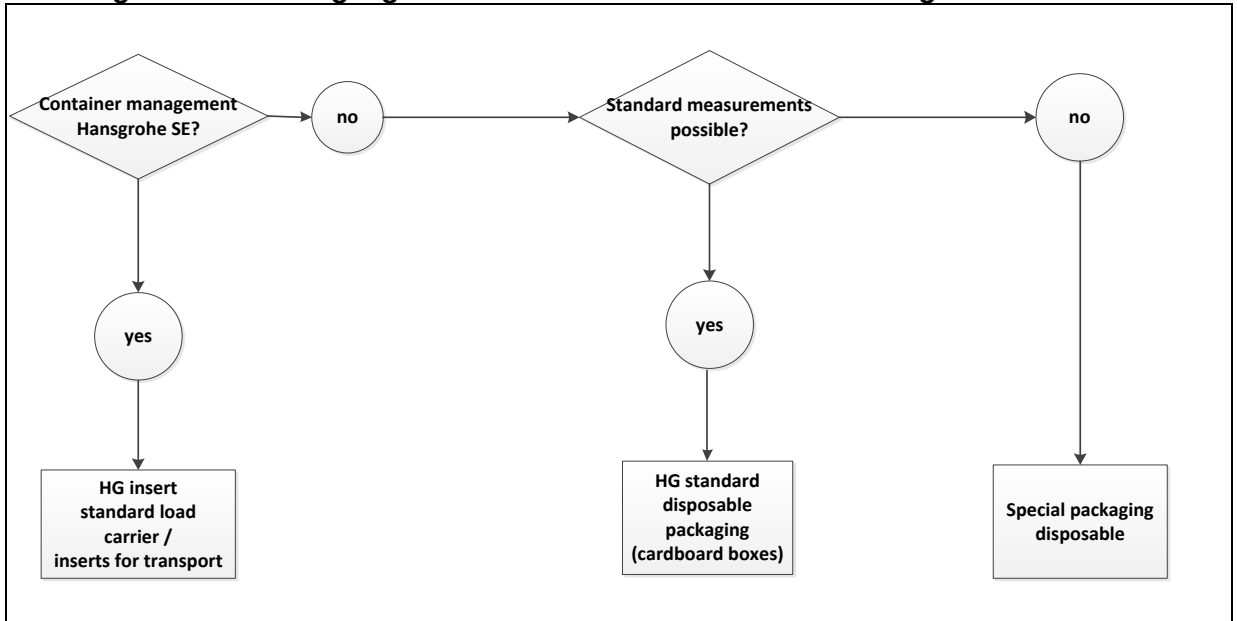 Container management
Hansgrohe SE?
no
Standard measurements
possible?
no
yes
yes
HG insert
standard load
carrier /
inserts for transport
HG standard
disposable
packaging
(cardboard boxes)
Special packaging
disposable